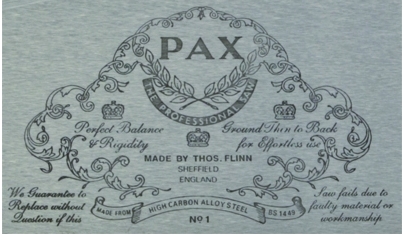 PAX
THE PROFESSIONAL SAW
Perfect Balance
& Rigidity
Ground Thin to Back
for Effortless use
MADE BY THOS. FLINN
SHEFFIELD
ENGLAND
We Guarantee to
Replace without
Question if this
Saw fails due to
faulty material or
workmanship
MADE FROM HIGH CARBON ALLOY STEEL BS 1449
Nº 1